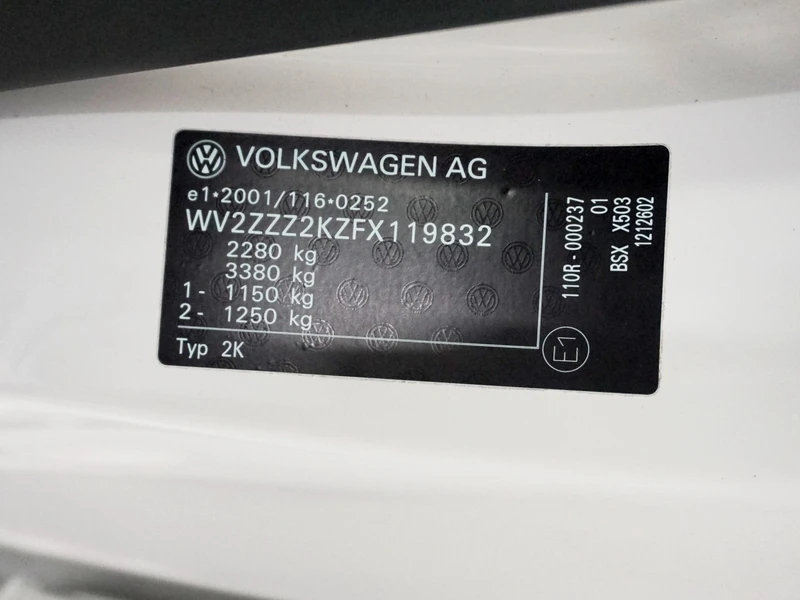 VOLKSWAGEN AG
e1*2001/116*0252
WV2ZZZ2KZFX119832
2280 kg
3380 kg
1- 1150 kg
2- 1250 kg
Typ 2K
110R-000237
01
BSX X503
1212602
E1